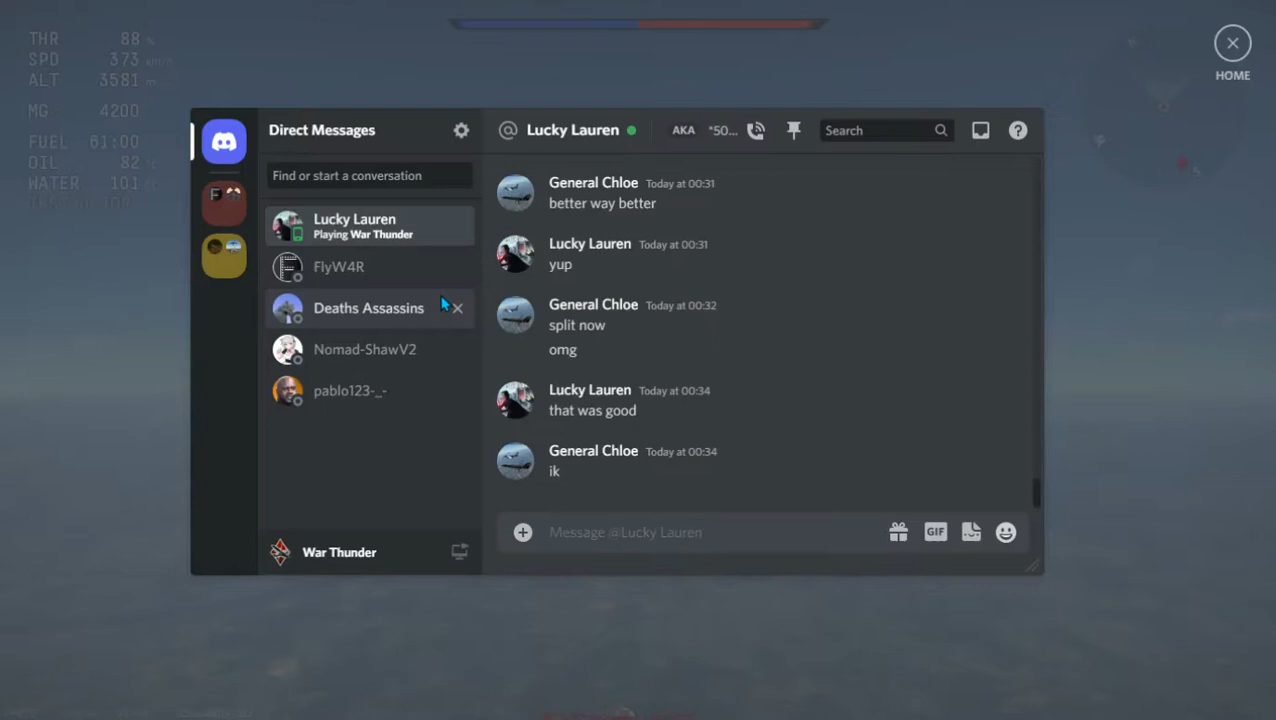 THR 88 %
SPD 373 km/h
ALT 3581 m
MG 4200
FUEL 61:00
OIL 82 °C
WATER 101 °C
HOME
Direct Messages
Find or start a conversation
Lucky Lauren
Playing War Thunder
FlyW4R
Deaths Assassins
Nomad-ShawV2
pablo123-_-
War Thunder
@ Lucky Lauren AKA *50... Search
General Chloe Today at 00:31
better way better
Lucky Lauren Today at 00:31
yup
General Chloe Today at 00:32
split now
omg
Lucky Lauren Today at 00:34
that was good
General Chloe Today at 00:34
ik
Message @Lucky Lauren
GIF